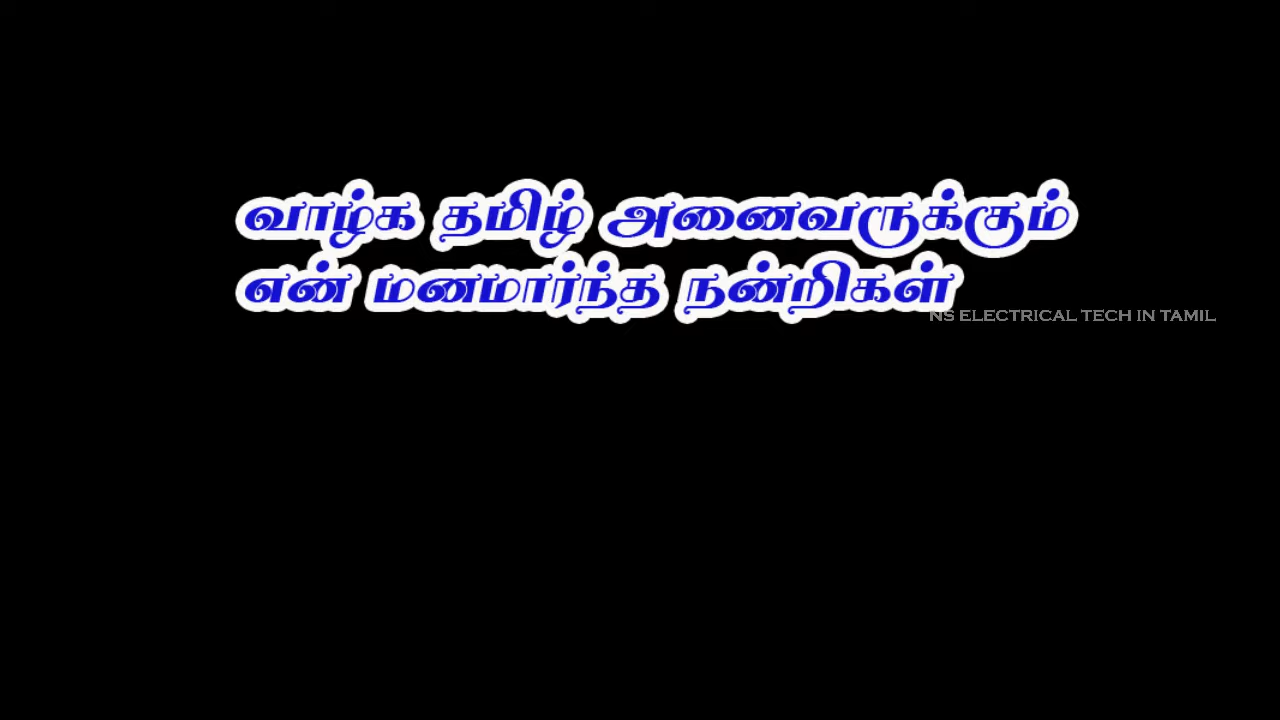 வாழ்க தமிழ் அனைவருக்கும்
என் மனமார்ந்த நன்றிகள்
NS ELECTRICAL TECH IN TAMIL